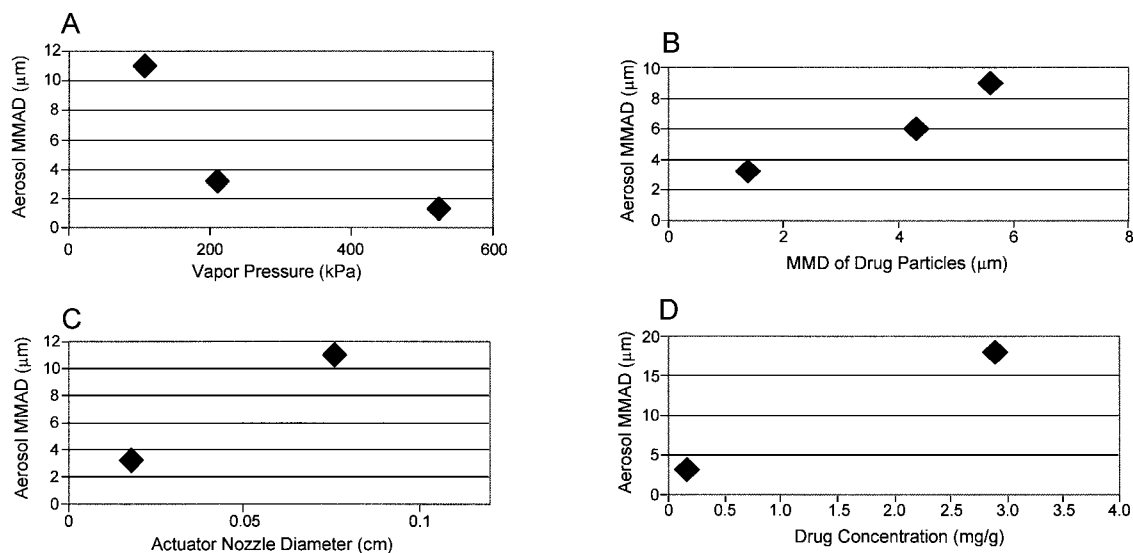 A
Aerosol MMAD (μm)
12
10
8
6
4
2
0
0 200 400 600
Vapor Pressure (kPa)
B
Aerosol MMAD (μm)
10
8
6
4
2
0
0 2 4 6 8
MMD of Drug Particles (μm)
C
Aerosol MMAD (μm)
12
10
8
6
4
2
0
0 0.05 0.1
Actuator Nozzle Diameter (cm)
D
Aerosol MMAD (μm)
20
15
10
5
0
0 0.5 1.0 1.5 2.0 2.5 3.0 3.5 4.0
Drug Concentration (mg/g)